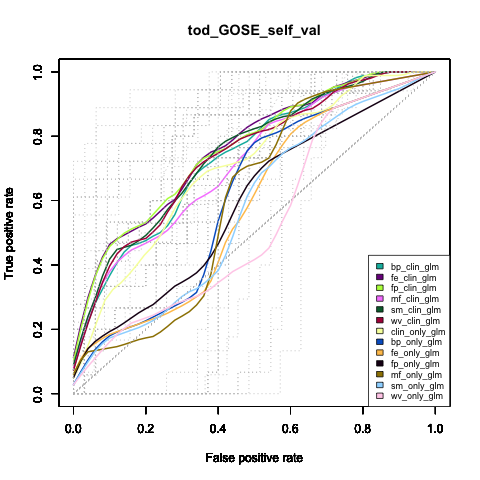 tod_GOSE_self_val
True positive rate
1.0
0.8
0.6
0.4
0.2
0.0
bp_clin_glm
fe_clin_glm
fp_clin_glm
mf_clin_glm
sm_clin_glm
wv_clin_glm
clin_only_glm
bp_only_glm
fe_only_glm
fp_only_glm
mf_only_glm
sm_only_glm
wv_only_glm
0.0 0.2 0.4 0.6 0.8 1.0
False positive rate